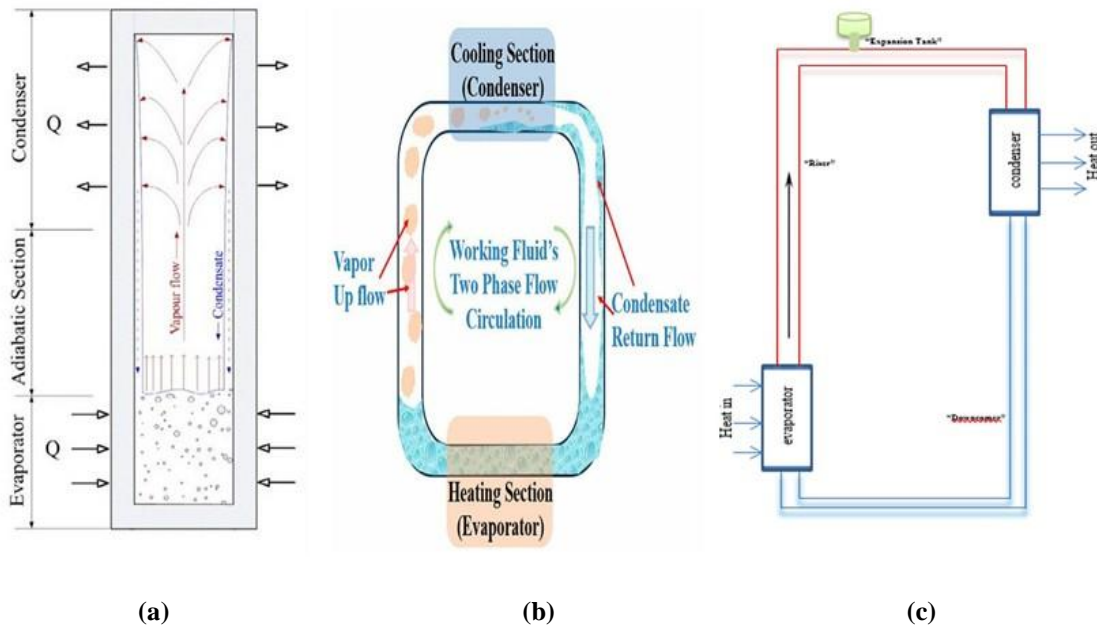 Condenser
Q
Adiabatic Section
Vapour flow
Condensate
Evaporator
Q
(a)
Cooling Section
(Condenser)
Vapor
Up flow
Working Fluid's
Two Phase Flow
Circulation
Condensate
Return Flow
Heating Section
(Evaporator)
(b)
"Expansion Tank"
"Riser"
condenser
Heat out
Heat in
evaporator
"Downcomer"
(c)